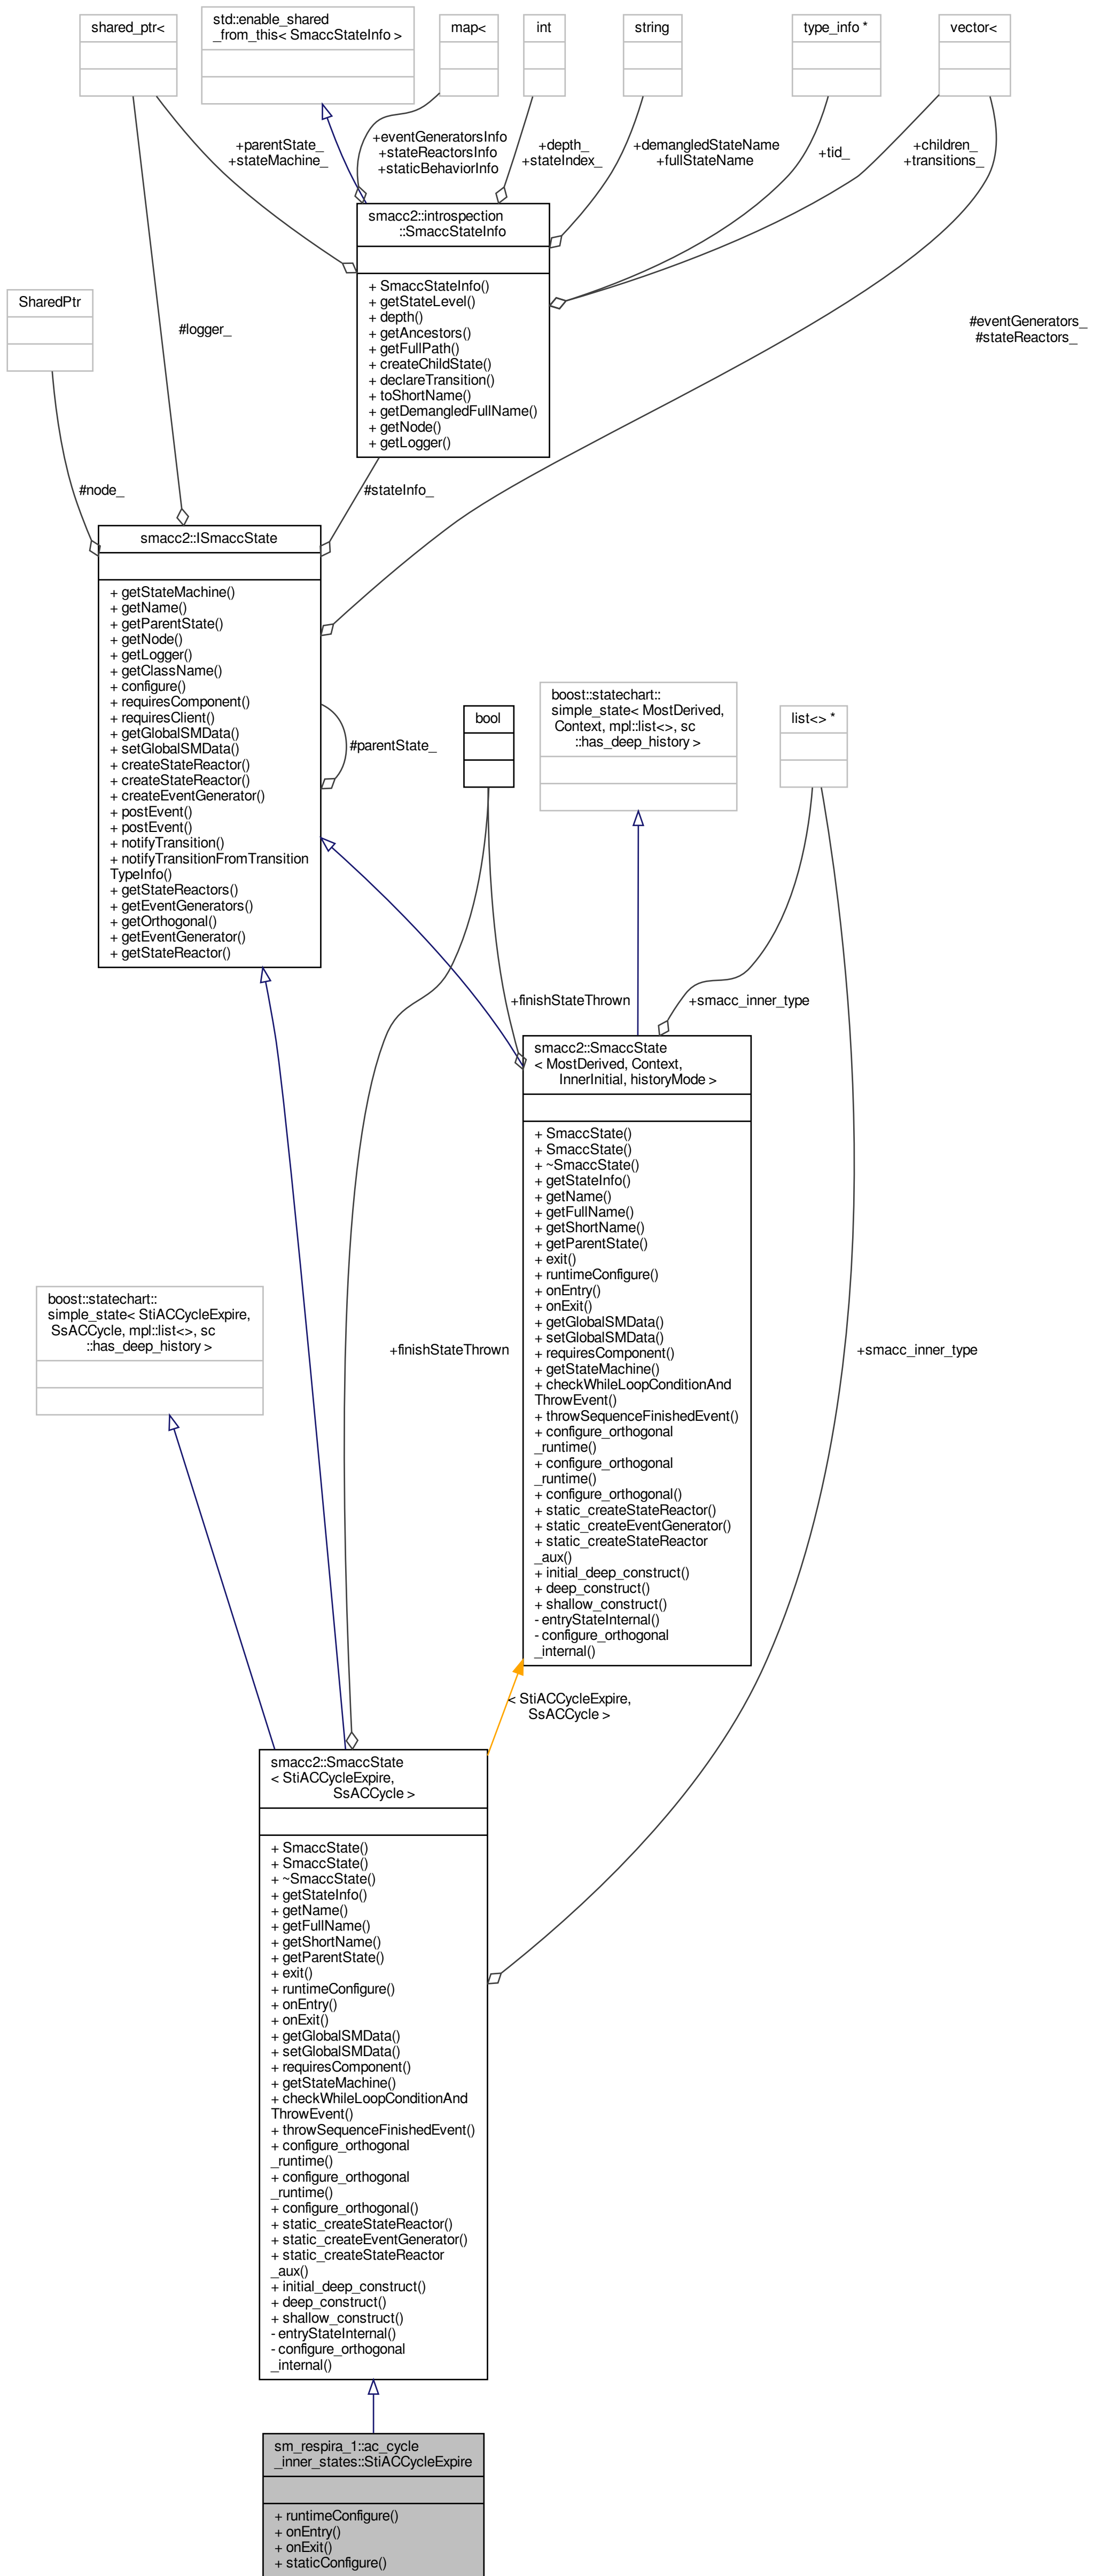 shared_ptr<
std::enable_shared
_from_this< SmaccStateInfo >
map<
int
string
type_info *
vector<
+parentState_
+stateMachine_
+eventGeneratorsInfo
+stateReactorsInfo
+staticBehaviorInfo
+depth_
+stateIndex_
+demangledStateName
+fullStateName
+tid_
+children_
+transitions_
smacc2::introspection
::SmaccStateInfo
+ SmaccStateInfo()
+ getStateLevel()
+ depth()
+ getAncestors()
+ getFullPath()
+ createChildState()
+ declareTransition()
+ toShortName()
+ getDemangledFullName()
+ getNode()
+ getLogger()
SharedPtr
#logger_
#eventGenerators_
#stateReactors_
#node_
#stateInfo_
smacc2::ISmaccState
+ getStateMachine()
+ getName()
+ getParentState()
+ getNode()
+ getLogger()
+ getClassName()
+ configure()
+ requiresComponent()
+ requiresClient()
+ getGlobalSMData()
+ setGlobalSMData()
+ createStateReactor()
+ createStateReactor()
+ createEventGenerator()
+ postEvent()
+ postEvent()
+ notifyTransition()
+ notifyTransitionFromTransition
TypeInfo()
+ getStateReactors()
+ getEventGenerators()
+ getOrthogonal()
+ getEventGenerator()
+ getStateReactor()
#parentState_
bool
boost::statechart::
simple_state< MostDerived,
Context, mpl::list<>, sc
::has_deep_history >
list<> *
+finishStateThrown
+smacc_inner_type
smacc2::SmaccState
< MostDerived, Context,
InnerInitial, historyMode >
+ SmaccState()
+ SmaccState()
+ ~SmaccState()
+ getStateInfo()
+ getName()
+ getFullName()
+ getShortName()
+ getParentState()
+ exit()
+ runtimeConfigure()
+ onEntry()
+ onExit()
+ getGlobalSMData()
+ setGlobalSMData()
+ requiresComponent()
+ getStateMachine()
+ checkWhileLoopConditionAnd
ThrowEvent()
+ throwSequenceFinishedEvent()
+ configure_orthogonal
_runtime()
+ configure_orthogonal
_runtime()
+ configure_orthogonal()
+ static_createStateReactor()
+ static_createEventGenerator()
+ static_createStateReactor
_aux()
+ initial_deep_construct()
+ deep_construct()
+ shallow_construct()
- entryStateInternal()
- configure_orthogonal
_internal()
boost::statechart::
simple_state< StiACCycleExpire,
SsACCycle, mpl::list<>, sc
::has_deep_history >
+finishStateThrown
+smacc_inner_type
< StiACCycleExpire,
SsACCycle >
smacc2::SmaccState
< StiACCycleExpire,
SsACCycle >
+ SmaccState()
+ SmaccState()
+ ~SmaccState()
+ getStateInfo()
+ getName()
+ getFullName()
+ getShortName()
+ getParentState()
+ exit()
+ runtimeConfigure()
+ onEntry()
+ onExit()
+ getGlobalSMData()
+ setGlobalSMData()
+ requiresComponent()
+ getStateMachine()
+ checkWhileLoopConditionAnd
ThrowEvent()
+ throwSequenceFinishedEvent()
+ configure_orthogonal
_runtime()
+ configure_orthogonal
_runtime()
+ configure_orthogonal()
+ static_createStateReactor()
+ static_createEventGenerator()
+ static_createStateReactor
_aux()
+ initial_deep_construct()
+ deep_construct()
+ shallow_construct()
- entryStateInternal()
- configure_orthogonal
_internal()
sm_respira_1::ac_cycle
_inner_states::StiACCycleExpire
+ runtimeConfigure()
+ onEntry()
+ onExit()
+ staticConfigure()